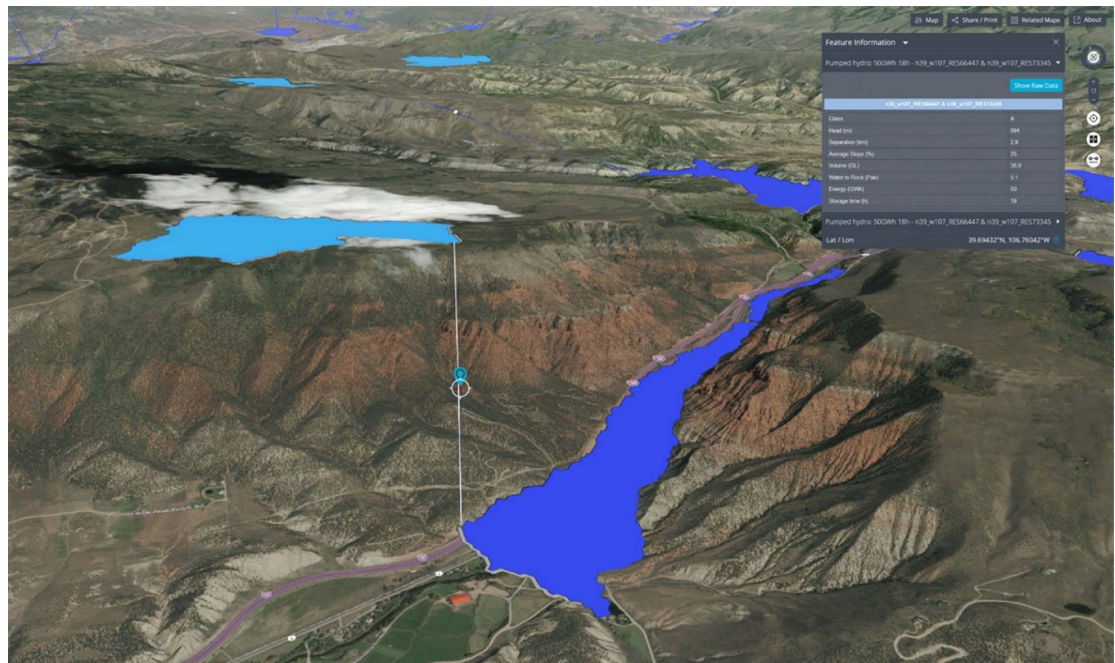 Map Share / Print Related Maps About
Feature Information
Pumped hydro: 50GWh 18h - n39_w107_RES66447 & n39_w107_RES73345
Show Raw Data
n39_w107_RES66447 & n39_w107_RES73345
Class A
Head (m) 694
Separation (km) 2.8
Average Slope (%) 25
Volume (GL) 35.0
Water to Rock (Pair) 5.1
Energy (GWh) 50
Storage time (h) 18
Pumped hydro: 50GWh 18h - n39_w107_RES66447 & n39_w107_RES73345
Lat / Lon 39.69432°N, 106.76042°W